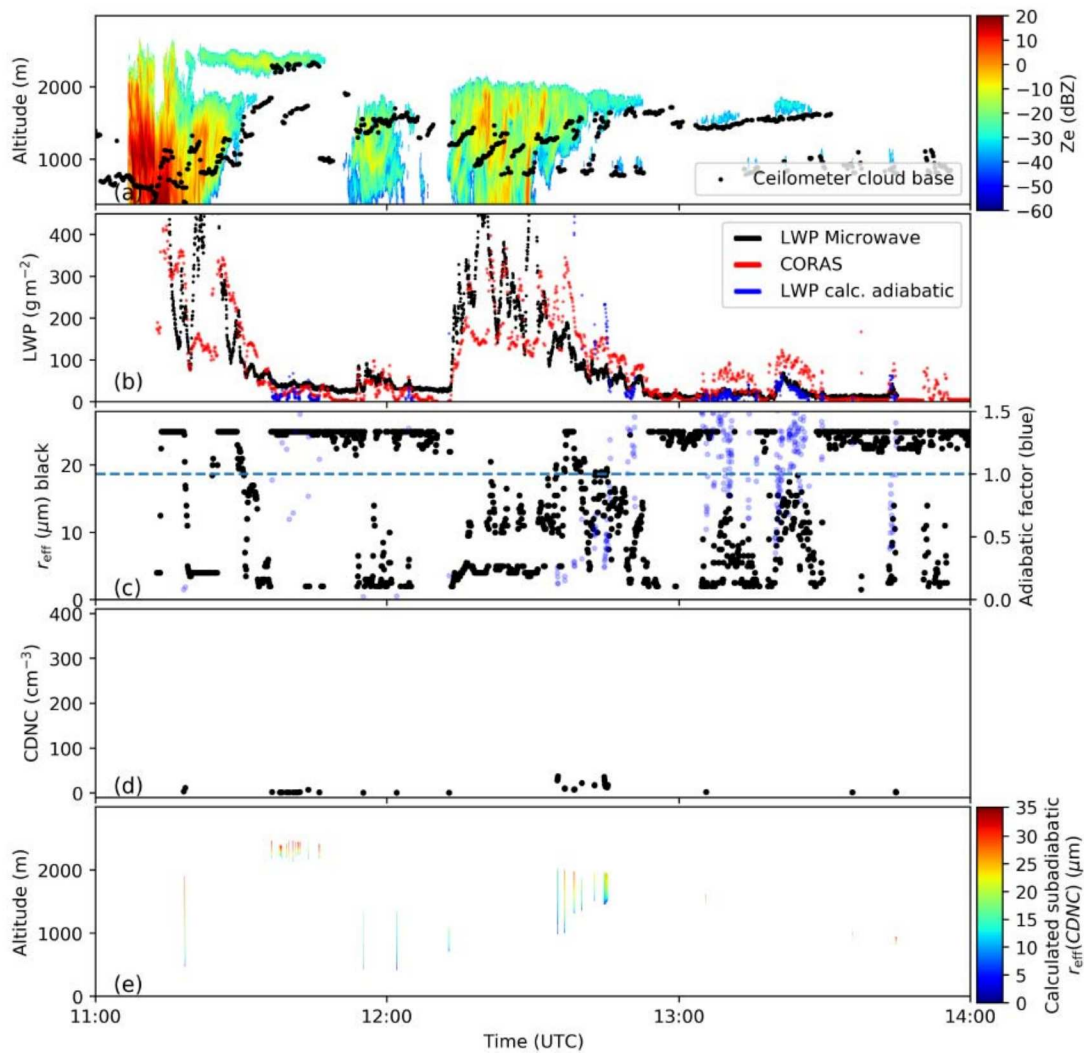 Altitude (m)
2000
1000
(a)
Ceilometer cloud base
20
10
0
−10
−20
−30
−40
−50
−60
Ze (dBZ)
LWP (g m⁻²)
400
300
200
100
0
(b)
LWP Microwave
CORAS
LWP calc. adiabatic
r_eff (μm) black
20
10
0
(c)
1.5
1.0
0.5
0.0
Adiabatic factor (blue)
CDNC (cm⁻³)
400
300
200
100
0
(d)
Altitude (m)
2000
1000
0
(e)
35
30
25
20
15
10
5
0
Calculated subadiabatic
r_eff(CDNC) (μm)
11:00 12:00 13:00 14:00
Time (UTC)